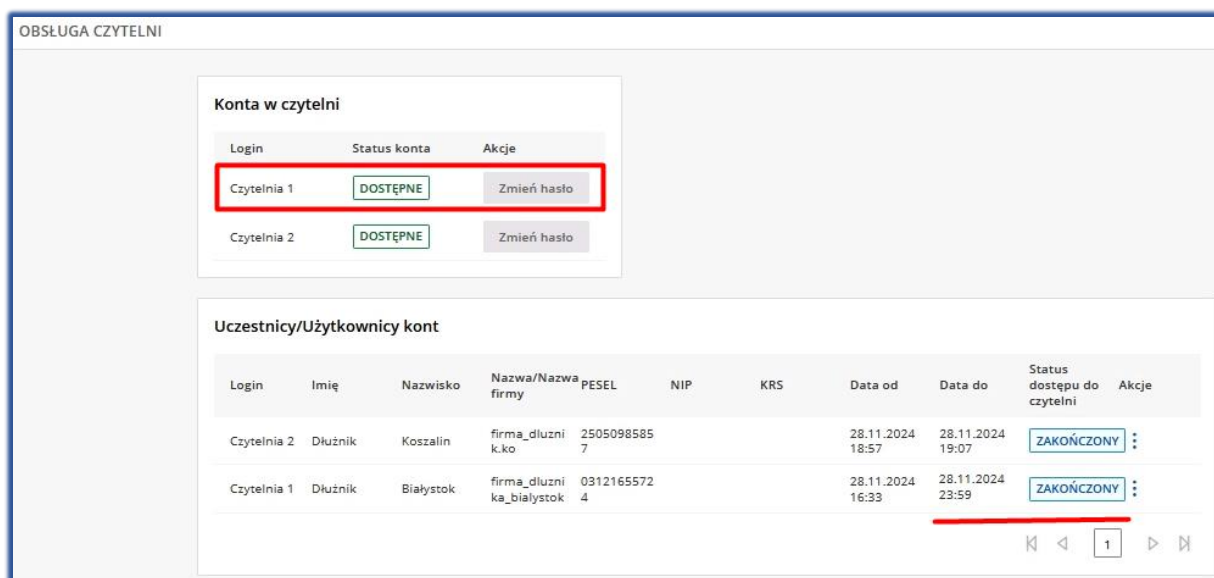 OBSŁUGA CZYTELNI
Konta w czytelni
Login Status konta Akcje
Czytelnia 1 DOSTĘPNE Zmień hasło
Czytelnia 2 DOSTĘPNE Zmień hasło
Uczestnicy/Użytkownicy kont
Login Imię Nazwisko Nazwa/Nazwa firmy PESEL NIP KRS Data od Data do Status dostępu do czytelni Akcje
Czytelnia 2 Dłużnik Koszalin firma_dluzni 2505098585 28.11.2024 28.11.2024 ZAKOŃCZONY
k.ko 7 18:57 19:07
Czytelnia 1 Dłużnik Białystok firma_dluzni 0312165572 28.11.2024 28.11.2024 ZAKOŃCZONY
ka_bialystok 4 16:33 23:59
1